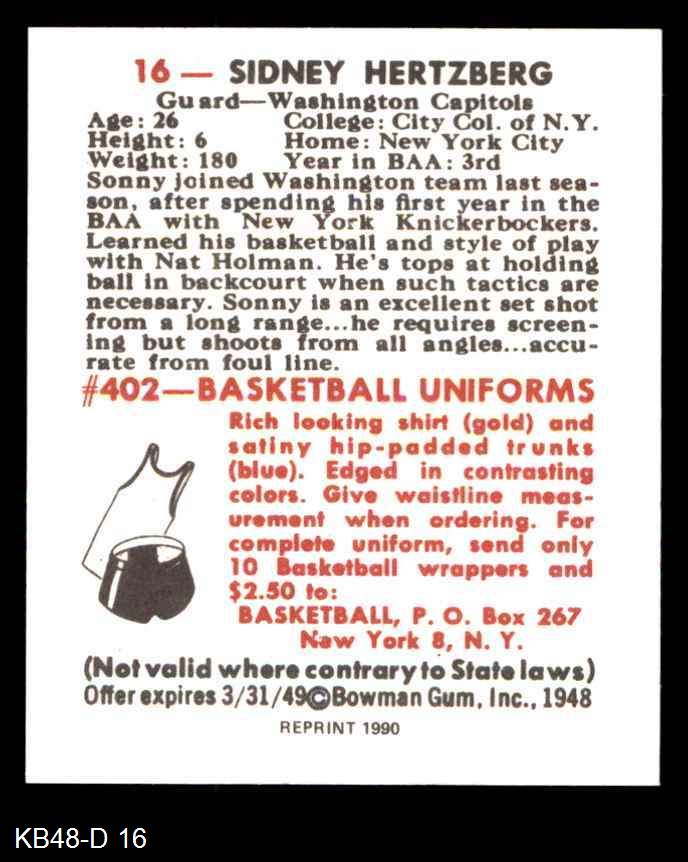 16 — SIDNEY HERTZBERG
Guard—Washington Capitols
Age: 26 College: City Col. of N.Y.
Height: 6 Home: New York City
Weight: 180 Year in BAA: 3rd
Sonny joined Washington team last sea-
son, after spending his first year in the
BAA with New York Knickerbockers.
Learned his basketball and style of play
with Nat Holman. He's tops at holding
ball in backcourt when such tactics are
necessary. Sonny is an excellent set shot
from a long range...he requires screen-
ing but shoots from all angles...accu-
rate from foul line.
#402—BASKETBALL UNIFORMS
Rich looking shirt (gold) and
satiny hip-padded trunks
(blue). Edged in contrasting
colors. Give waistline meas-
urement when ordering. For
complete uniform, send only
10 Basketball wrappers and
$2.50 to:
BASKETBALL, P. O. Box 267
New York 8, N. Y.
(Not valid where contrary to State laws)
Offer expires 3/31/49©Bowman Gum, Inc., 1948
REPRINT 1990
KB48-D 16